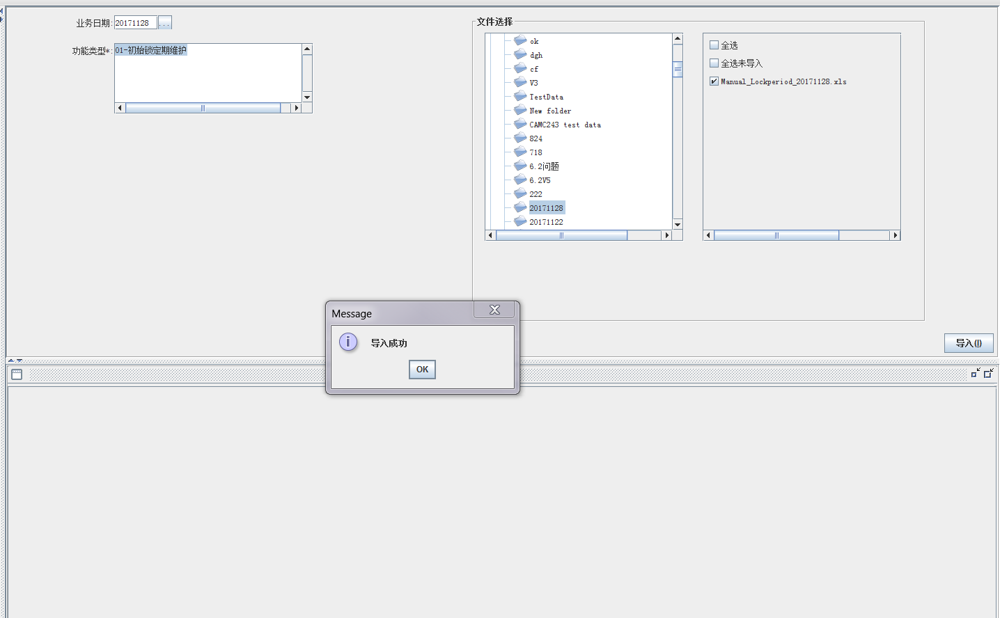 业务日期: 20171128 ...
功能类型*: 01-初始锁定期维护
文件选择
ok
dgh
cf
V3
TestData
New folder
CAMC243 test data
824
718
6.2问题
6.2V5
222
20171128
20171122
全选
全选未导入
Manual_Lockperiod_20171128.xls
Message
导入成功
OK
导入(I)